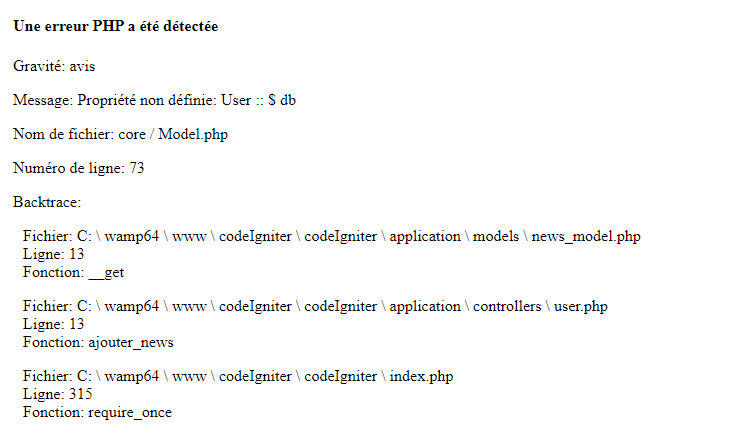 Une erreur PHP a été détectée
Gravité: avis
Message: Propriété non définie: User :: $ db
Nom de fichier: core / Model.php
Numéro de ligne: 73
Backtrace:
Fichier: C: \ wamp64 \ www \ codeIgniter \ codeIgniter \ application \ models \ news_model.php
Ligne: 13
Fonction: __get
Fichier: C: \ wamp64 \ www \ codeIgniter \ codeIgniter \ application \ controllers \ user.php
Ligne: 13
Fonction: ajouter_news
Fichier: C: \ wamp64 \ www \ codeIgniter \ codeIgniter \ index.php
Ligne: 315
Fonction: require_once